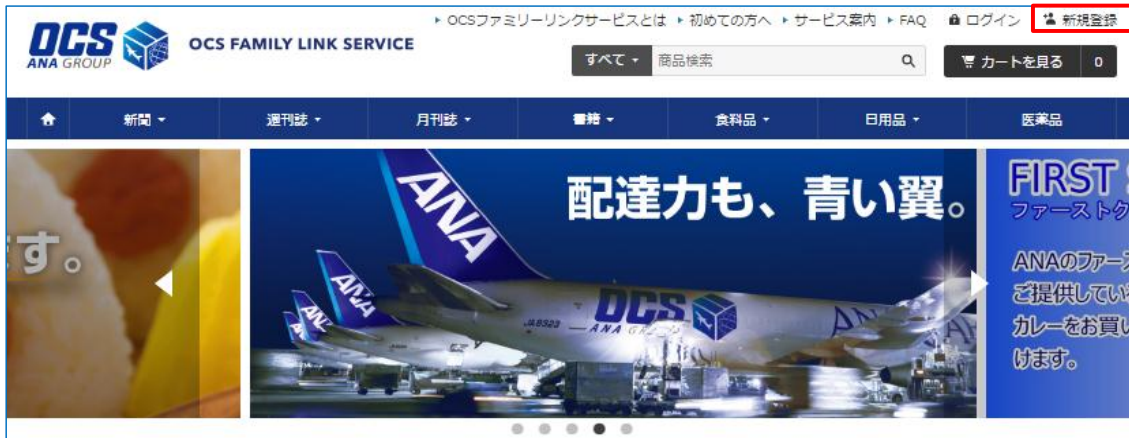 ▸ OCSファミリーリンクサービスとは ▸ 初めての方へ ▸ サービス案内 ▸ FAQ ログイン 新規登録
OCS
ANA GROUP
OCS FAMILY LINK SERVICE
すべて 商品検索 カートを見る 0
新聞 週刊誌 月刊誌 書籍 食料品 日用品 医薬品
す。
配達力も、青い翼。
ANA
ANA
ANA
OCS
ANA
JA8323
FIRST
ファーストク
ANAのファー
ご提供してい
カレーをお買い
けます。